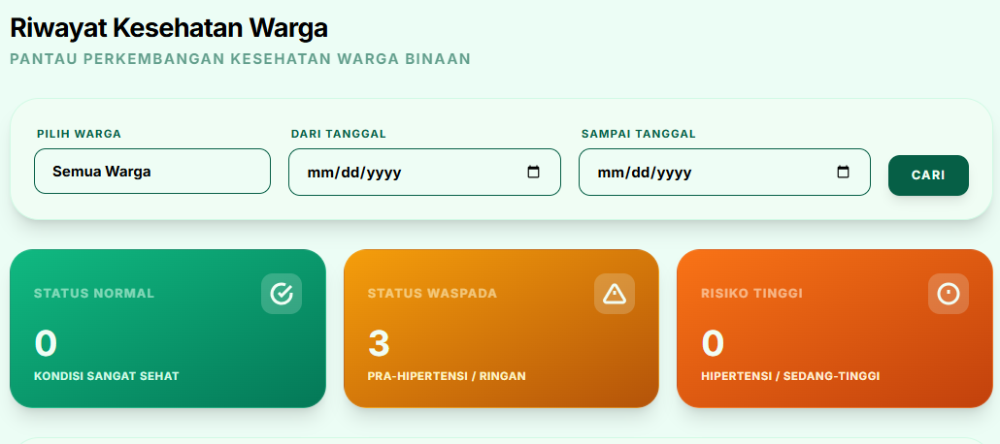 Riwayat Kesehatan Warga
PANTAU PERKEMBANGAN KESEHATAN WARGA BINAAN
PILIH WARGA
DARI TANGGAL
SAMPAI TANGGAL
Semua Warga
mm/dd/yyyy
mm/dd/yyyy
CARI
STATUS NORMAL
0
KONDISI SANGAT SEHAT
STATUS WASPADA
3
PRA-HIPERTENSI / RINGAN
RISIKO TINGGI
0
HIPERTENSI / SEDANG-TINGGI